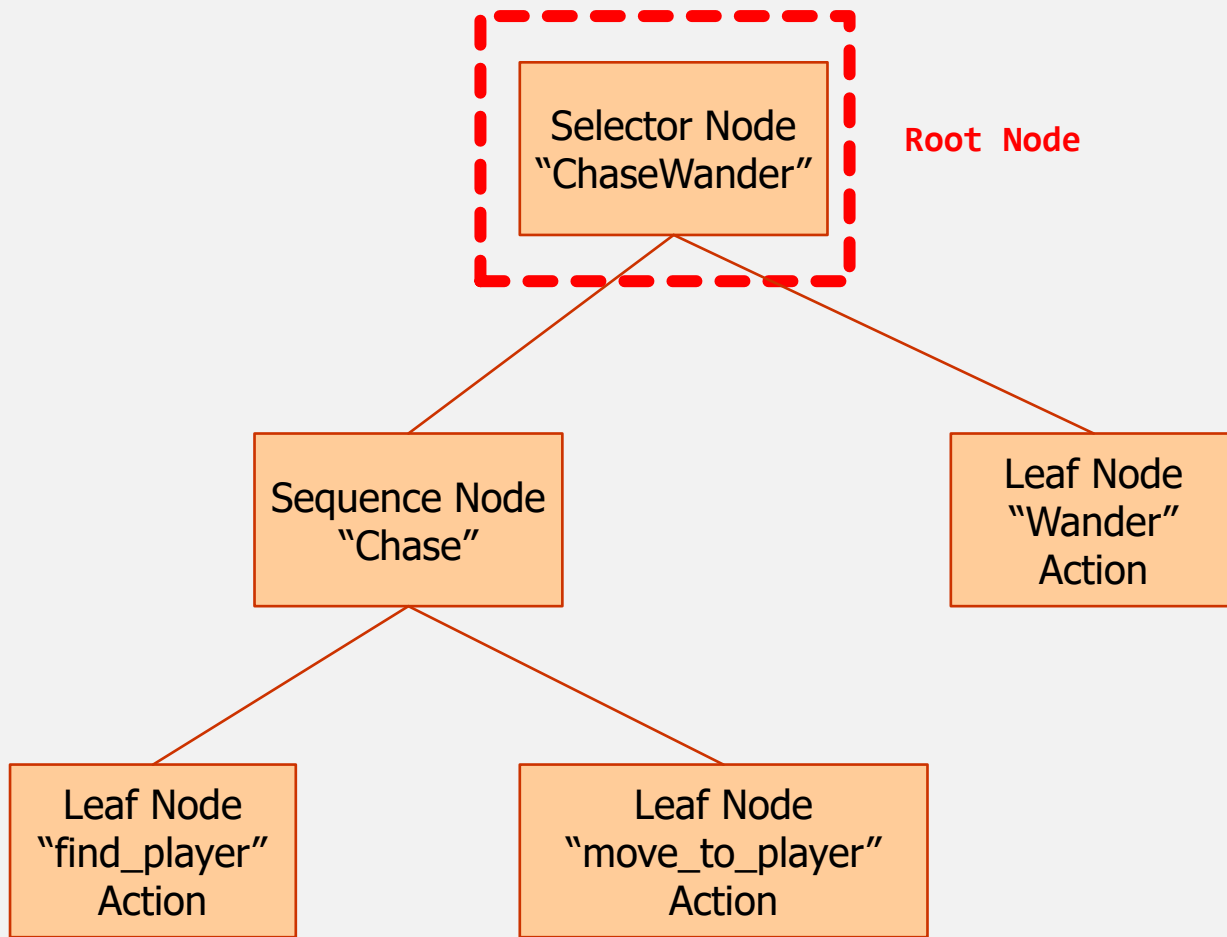 Selector Node
“ChaseWander”
Root Node
Sequence Node
“Chase”
Leaf Node
“Wander”
Action
Leaf Node
“find_player”
Action
Leaf Node
“move_to_player”
Action